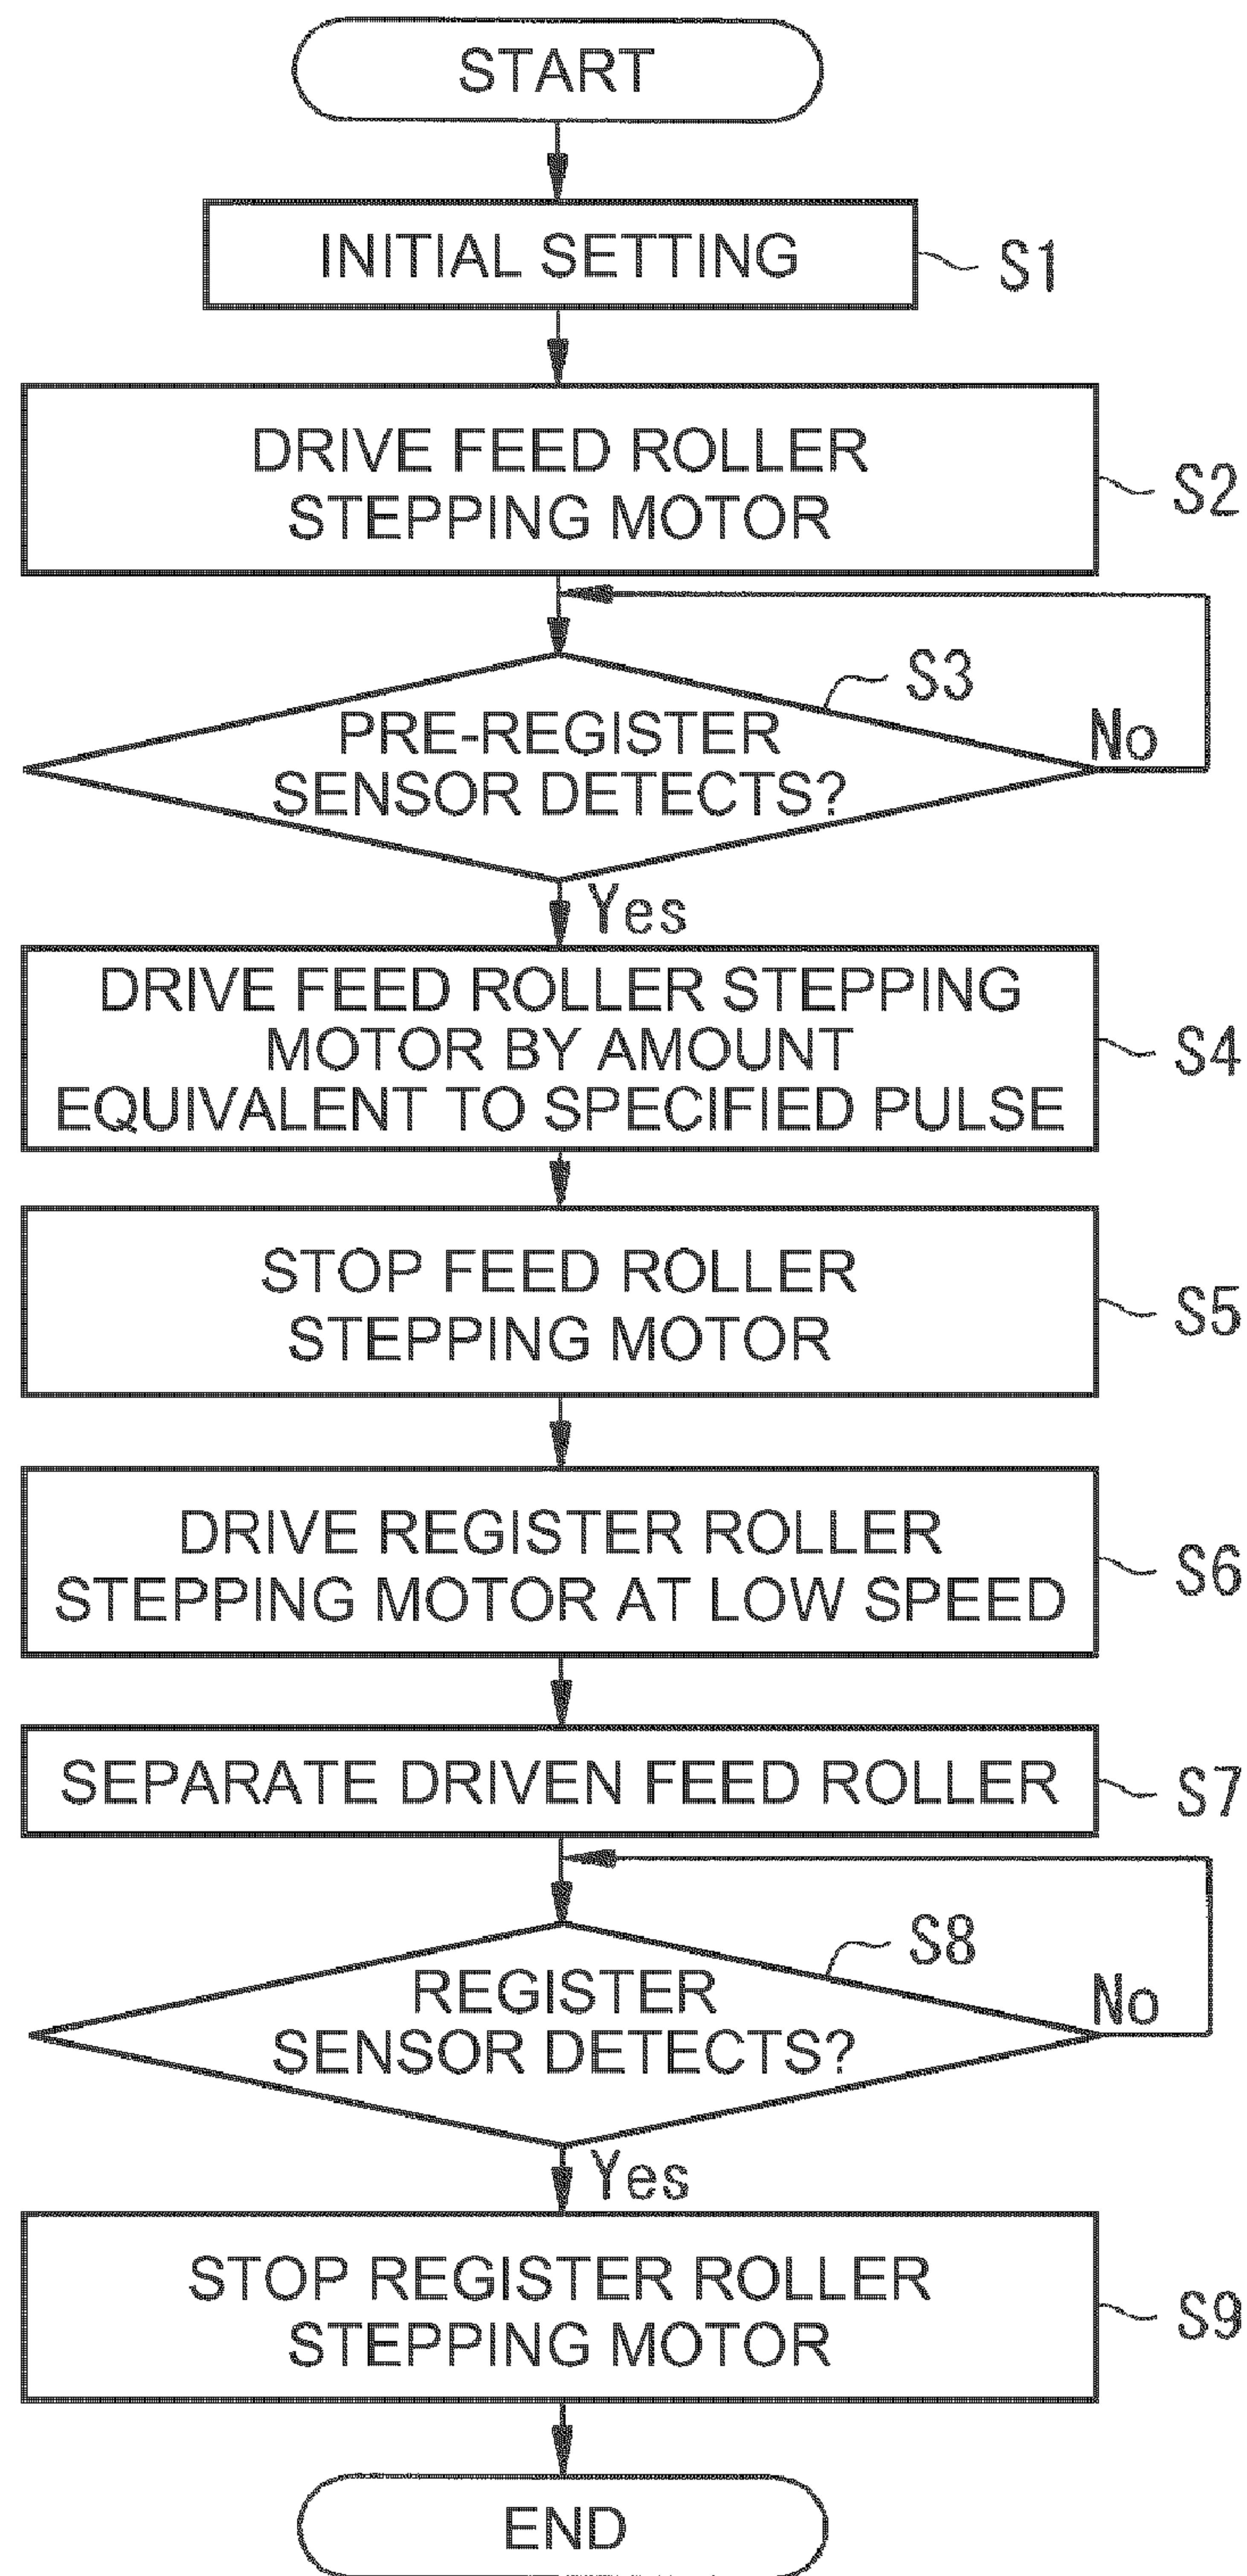 START
INITIAL SETTING
S1
DRIVE FEED ROLLER
STEPPING MOTOR
S2
S3
PRE-REGISTER
SENSOR DETECTS?
No
Yes
DRIVE FEED ROLLER STEPPING
MOTOR BY AMOUNT
EQUIVALENT TO SPECIFIED PULSE
S4
STOP FEED ROLLER
STEPPING MOTOR
S5
DRIVE REGISTER ROLLER
STEPPING MOTOR AT LOW SPEED
S6
SEPARATE DRIVEN FEED ROLLER
S7
S8
REGISTER
SENSOR DETECTS?
No
Yes
STOP REGISTER ROLLER
STEPPING MOTOR
S9
END